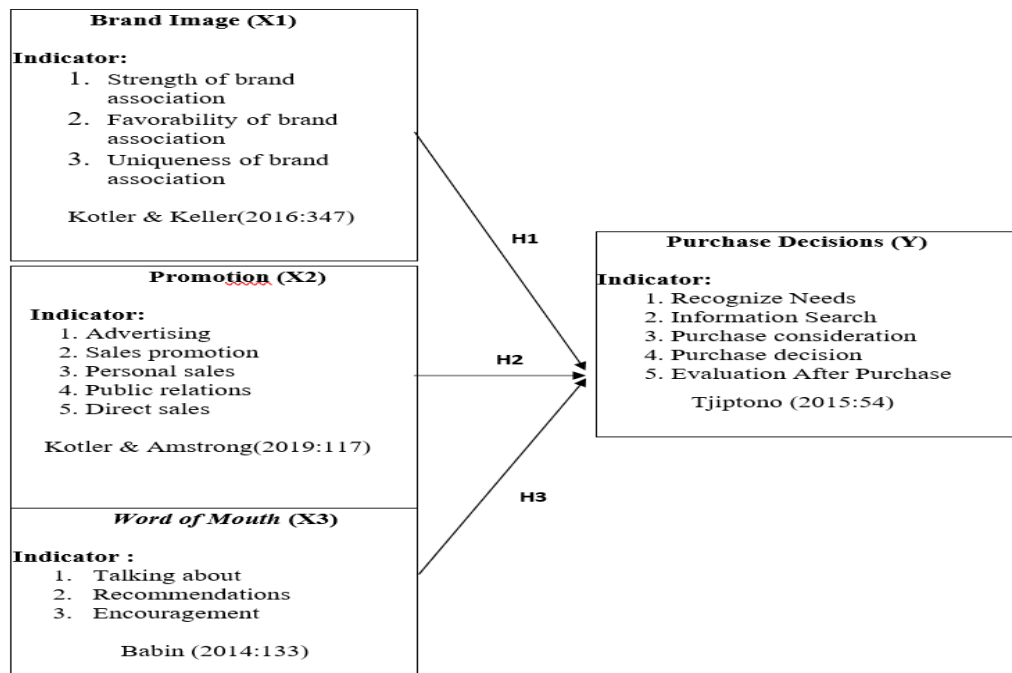 Brand Image (X1)
Indicator:
1. Strength of brand
association
2. Favorability of brand
association
3. Uniqueness of brand
association
Kotler & Keller(2016:347)
Promotion (X2)
Indicator:
1. Advertising
2. Sales promotion
3. Personal sales
4. Public relations
5. Direct sales
Kotler & Amstrong(2019:117)
Word of Mouth (X3)
Indicator :
1. Talking about
2. Recommendations
3. Encouragement
Babin (2014:133)
H1
H2
H3
Purchase Decisions (Y)
Indicator:
1. Recognize Needs
2. Information Search
3. Purchase consideration
4. Purchase decision
5. Evaluation After Purchase
Tjiptono (2015:54)